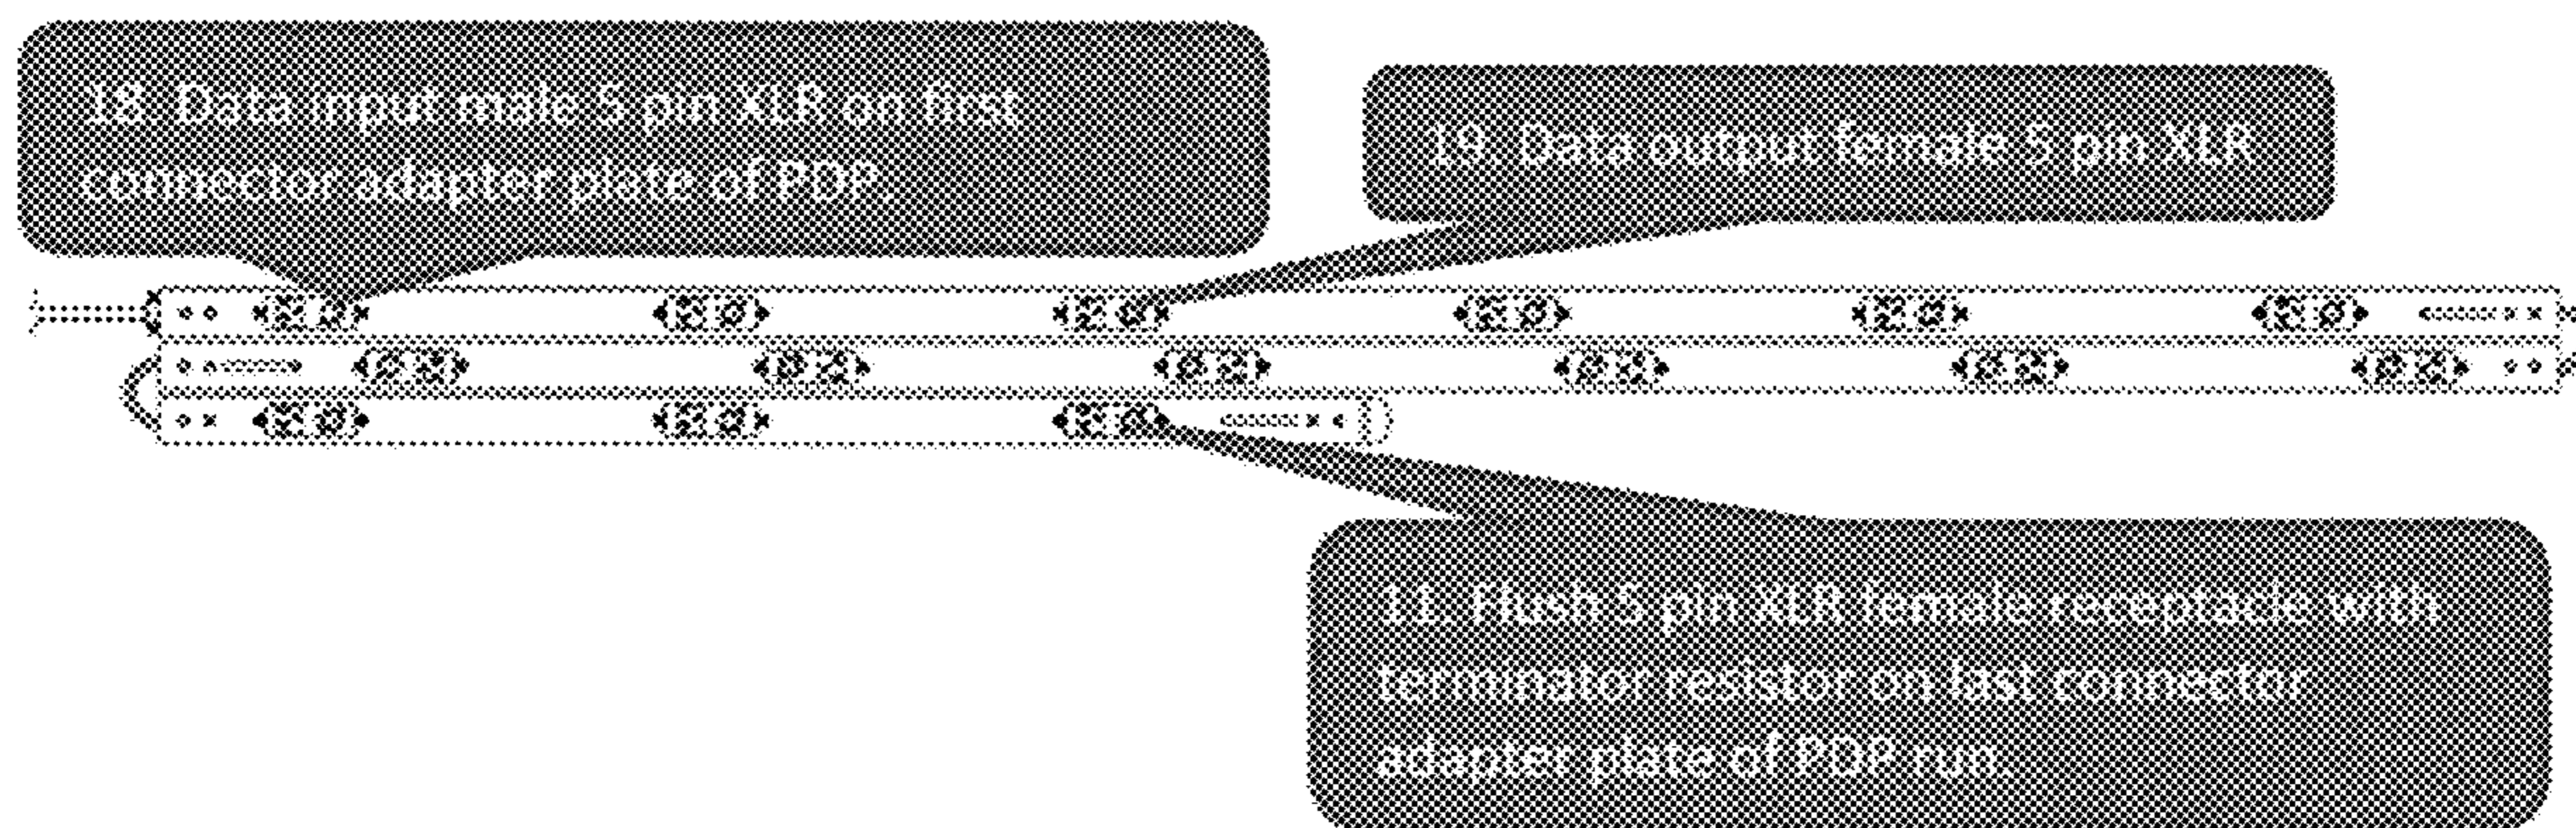 18. Data input male 5 pin XLR on first
connector adapter plate of PDP.
19. Data output female 5 pin XLR
11. Flush 5 pin XLR female receptacle with
terminator resistor on last connector
adapter plate of PDP run.